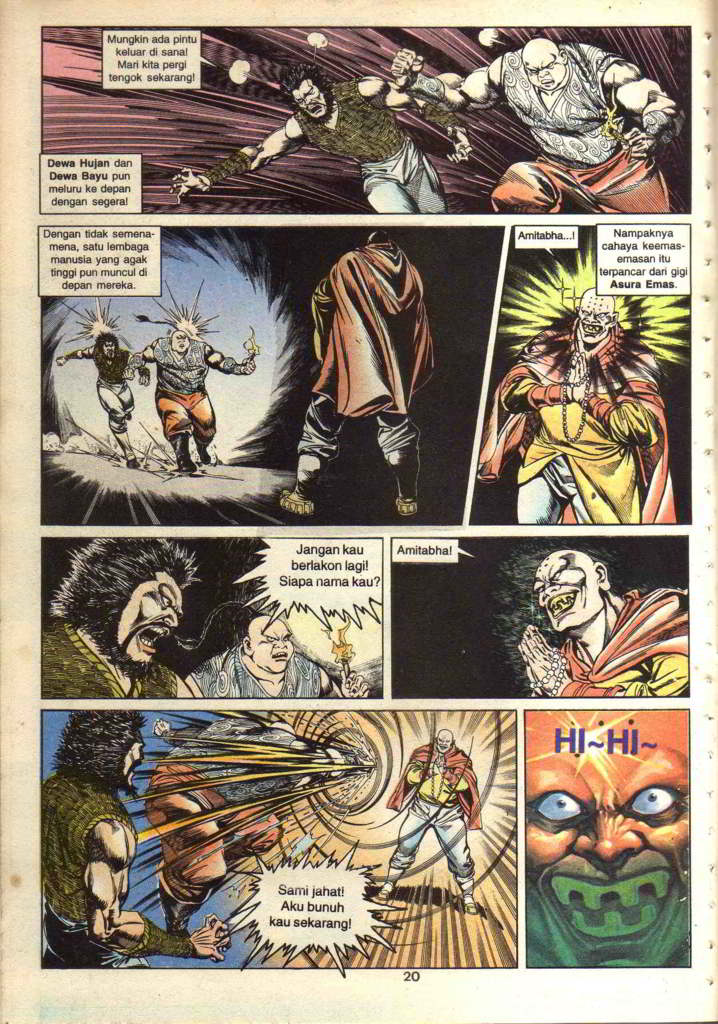 Mungkin ada pintu
keluar di sana!
Mari kita pergi
tengok sekarang!
Dewa Hujan dan
Dewa Bayu pun
meluru ke depan
dengan segera!
Dengan tidak semena-
mena, satu lembaga
manusia yang agak
tinggi pun muncul di
depan mereka.
Amitabha...!
Nampaknya
cahaya keemas-
emasan itu
terpancar dari gigi
Asura Emas.
Jangan kau
berlakon lagi!
Siapa nama kau?
Amitabha!
Sami jahat!
Aku bunuh
kau sekarang!
HI~HI~
20